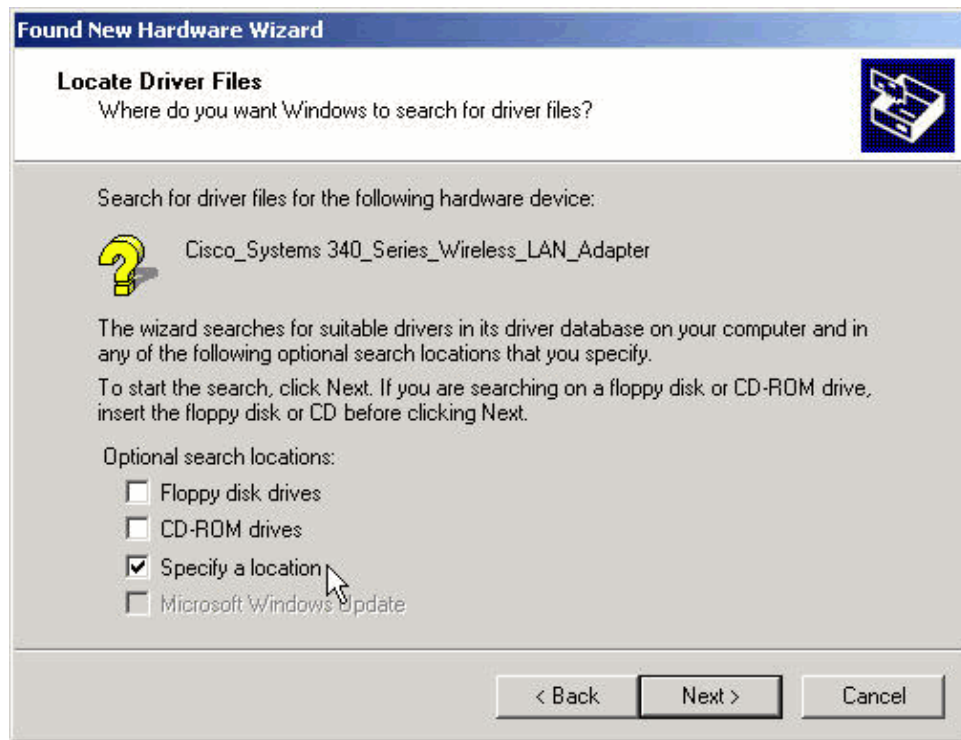 Found New Hardware Wizard
Locate Driver Files
Where do you want Windows to search for driver files?
Search for driver files for the following hardware device:
Cisco_Systems 340_Series_Wireless_LAN_Adapter
The wizard searches for suitable drivers in its driver database on your computer and in
any of the following optional search locations that you specify.
To start the search, click Next. If you are searching on a floppy disk or CD-ROM drive,
insert the floppy disk or CD before clicking Next.
Optional search locations:
Floppy disk drives
CD-ROM drives
Specify a location
Microsoft Windows Update
< Back
Next >
Cancel